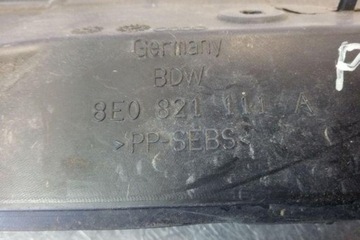 Germany
BDW
8E0 821 111 A
>PP-SEBS<
P